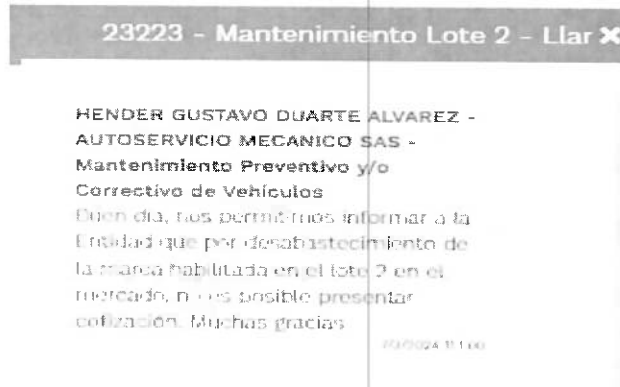 23223 - Mantenimiento Lote 2 - Llar ×
HENDER GUSTAVO DUARTE ALVAREZ -
AUTOSERVICIO MECANICO SAS -
Mantenimiento Preventivo y/o
Correctivo de Vehículos
Buen dia, nos permitimos informar a la
Entidad que por desabastecimiento de
la marca habilitada en el lote 2 en el
mercado, no es posible presentar
cotización. Muchas gracias